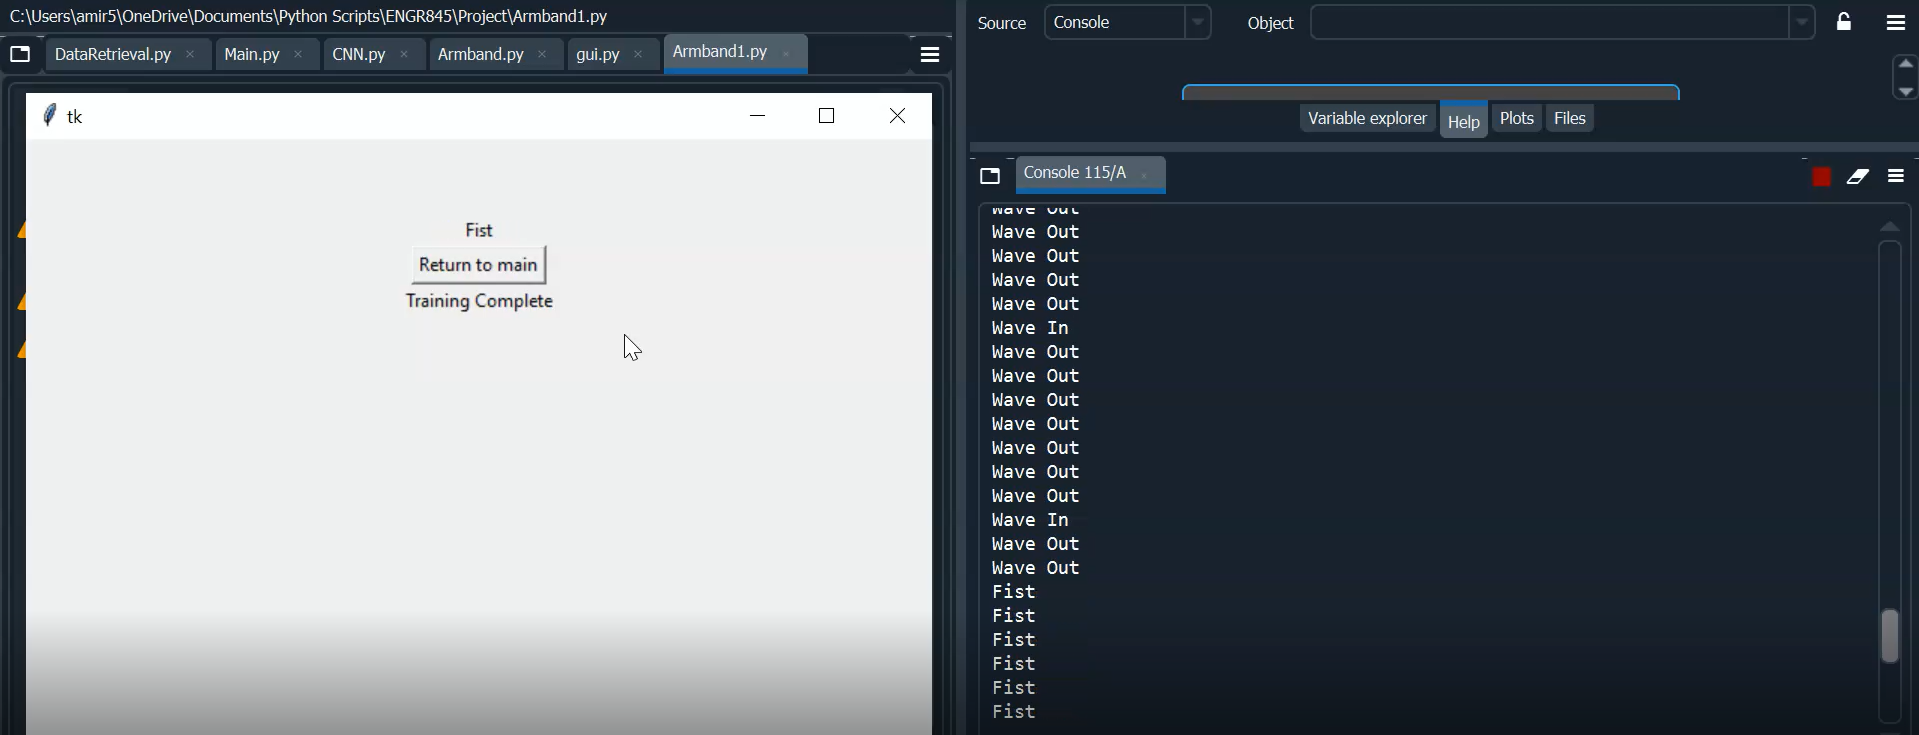 C:\Users\amir5\OneDrive\Documents\Python Scripts\ENGR845\Project\Armband1.py
DataRetrieval.py
Main.py
CNN.py
Armband.py
gui.py
Armband1.py
tk
Fist
Return to main
Training Complete
Source
Console
Object
Variable explorer
Help
Plots
Files
Console 115/A
Wave Out
Wave Out
Wave Out
Wave Out
Wave Out
Wave In
Wave Out
Wave Out
Wave Out
Wave Out
Wave Out
Wave Out
Wave Out
Wave In
Wave Out
Wave Out
Fist
Fist
Fist
Fist
Fist
Fist